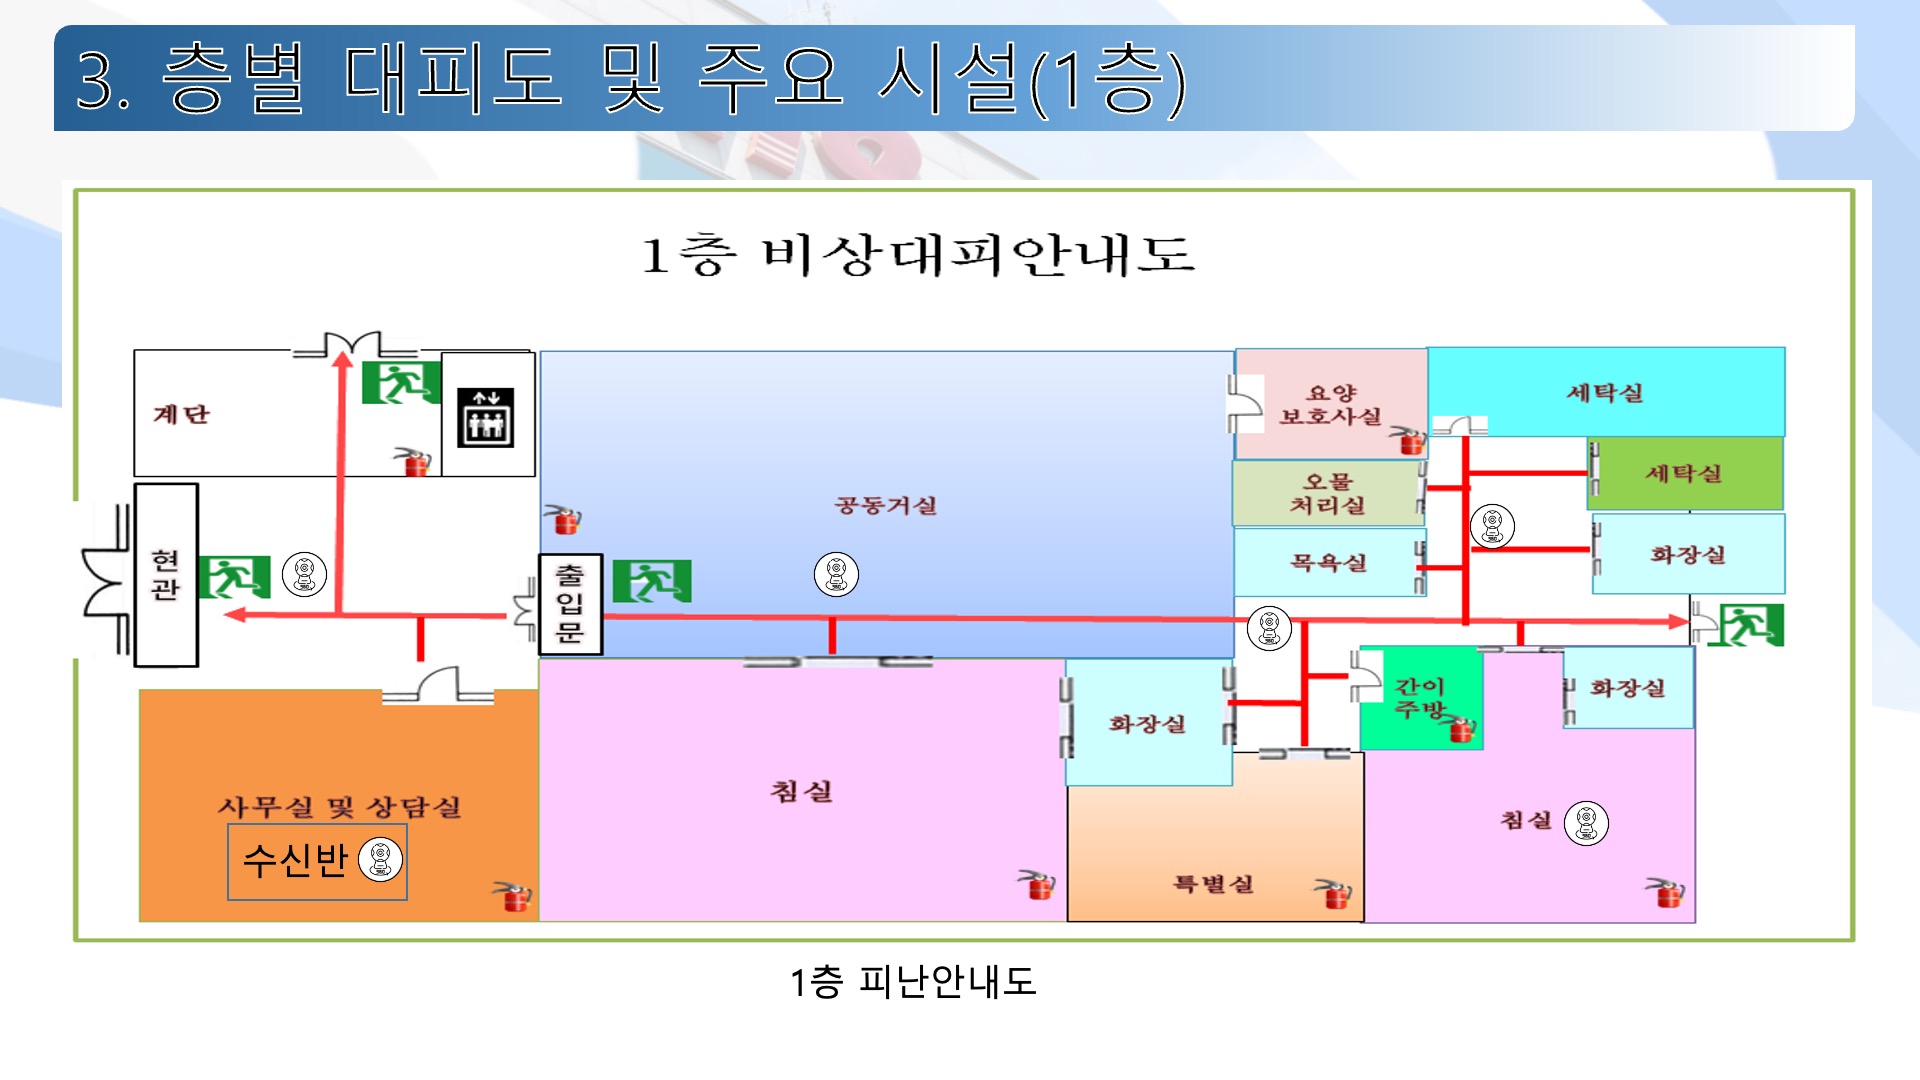 3. 층별 대피도 및 주요 시설(1층)
1층 비상대피안내도
계단
요양
보호사실
세탁실
세탁실
오물
처리실
공동거실
현
관
출
입
문
목욕실
화장실
간이
주방
화장실
화장실
침실
사무실 및 상담실
수신반
침실
특별실
1층 피난안내도